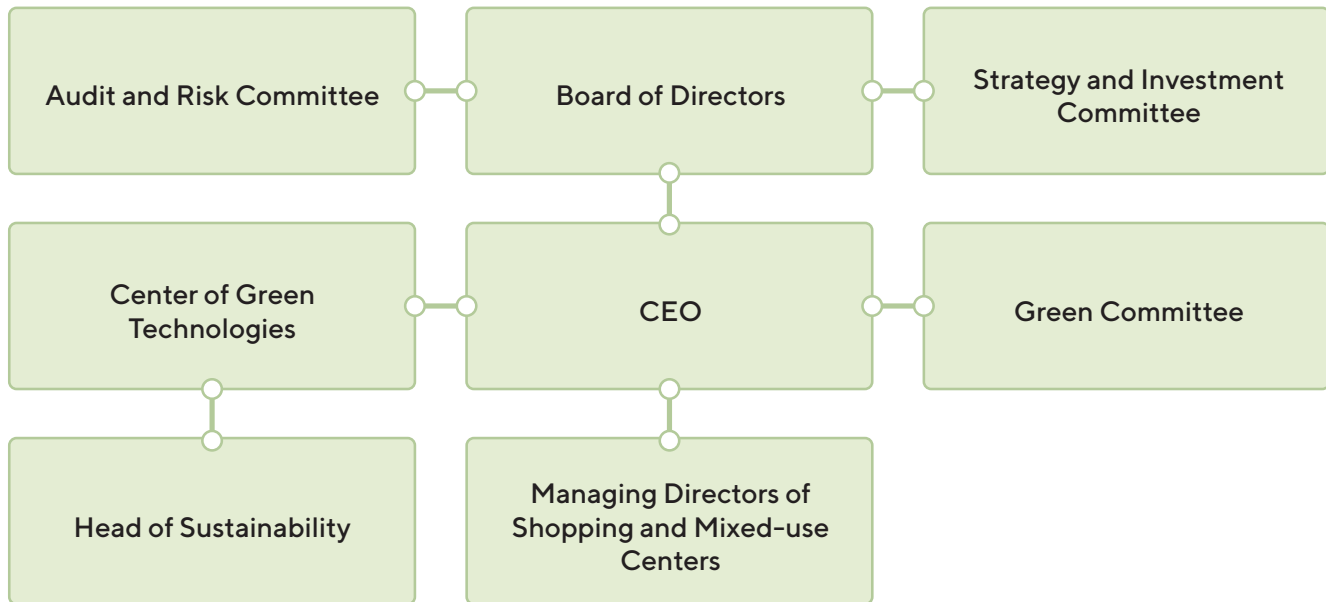 Audit and Risk Committee
Board of Directors
Strategy and Investment
Committee
Center of Green
Technologies
CEO
Green Committee
Head of Sustainability
Managing Directors of
Shopping and Mixed-use
Centers